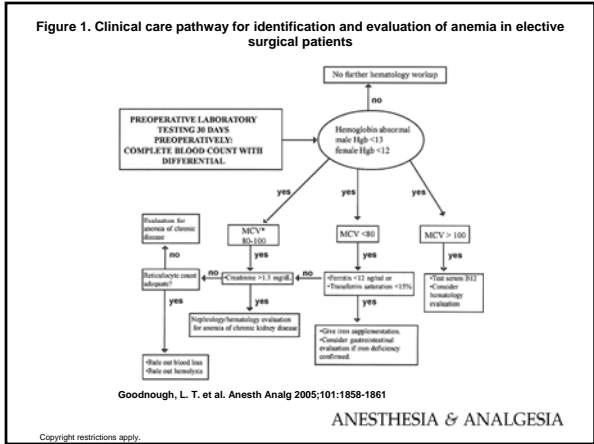 Figure 1. Clinical care pathway for identification and evaluation of anemia in elective
surgical patients
No further hematology workup
no
PREOPERATIVE LABORATORY
TESTING 30 DAYS
PREOPERATIVELY:
COMPLETE BLOOD COUNT WITH
DIFFERENTIAL
Hemoglobin abnormal
male Hgb <13
female Hgb <12
yes
yes
yes
Evaluation for
anemia of chronic
disease
MCV*
80-100
MCV <80
MCV > 100
no
yes
yes
yes
Reticulocyte count
adequate?
no
•Creatinine >1.3 mg/dL
no
•Ferritin <12 ng/ml or
•Transferrin saturation <15%
•Test serum B12
•Consider
hematology
evaluation
yes
yes
yes
Nephrology/hematology evaluation
for anemia of chronic kidney disease
•Give iron supplementation.
•Consider gastrointestinal
evaluation if iron deficiency
confirmed.
•Rule out blood loss
•Rule out hemolysis
Goodnough, L. T. et al. Anesth Analg 2005;101:1858-1861
ANESTHESIA & ANALGESIA
Copyright restrictions apply.